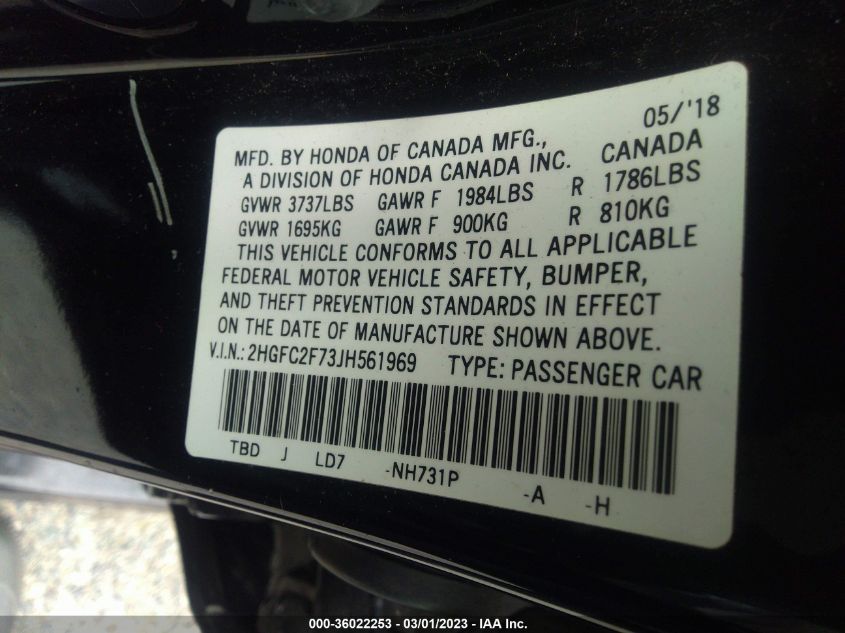 05/'18
MFD. BY HONDA OF CANADA MFG.,
A DIVISION OF HONDA CANADA INC. CANADA
GVWR 3737LBS GAWR F 1984LBS R 1786LBS
GVWR 1695KG GAWR F 900KG R 810KG
THIS VEHICLE CONFORMS TO ALL APPLICABLE
FEDERAL MOTOR VEHICLE SAFETY, BUMPER,
AND THEFT PREVENTION STANDARDS IN EFFECT
ON THE DATE OF MANUFACTURE SHOWN ABOVE.
V.I.N.: 2HGFC2F73JH561969 TYPE: PASSENGER CAR
TBD J LD7 -NH731P -A -H
000-36022253 - 03/01/2023 - IAA Inc.